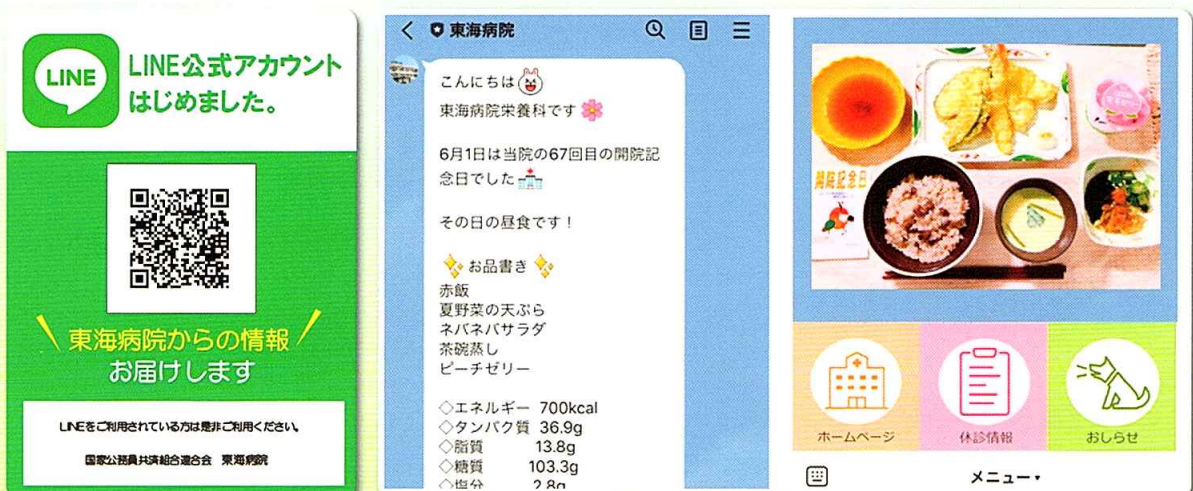 LINE
LINE公式アカウント
はじめました。
東海病院からの情報
お届けします
LINEをご利用されている方は是非ご利用ください。
国家公務員共済組合連合会 東海病院
東海病院
こんにちは
東海病院栄養科です
6月1日は当院の67回目の開院記
念日でした
その日の昼食です！
お品書き
赤飯
夏野菜の天ぷら
ネバネバサラダ
茶碗蒸し
ピーチゼリー
◇エネルギー 700kcal
◇タンパク質 36.9g
◇脂質 13.8g
◇糖質 103.3g
◇塩分 2.8g
開院記念日
ホームページ
休診情報
おしらせ
メニュー▾